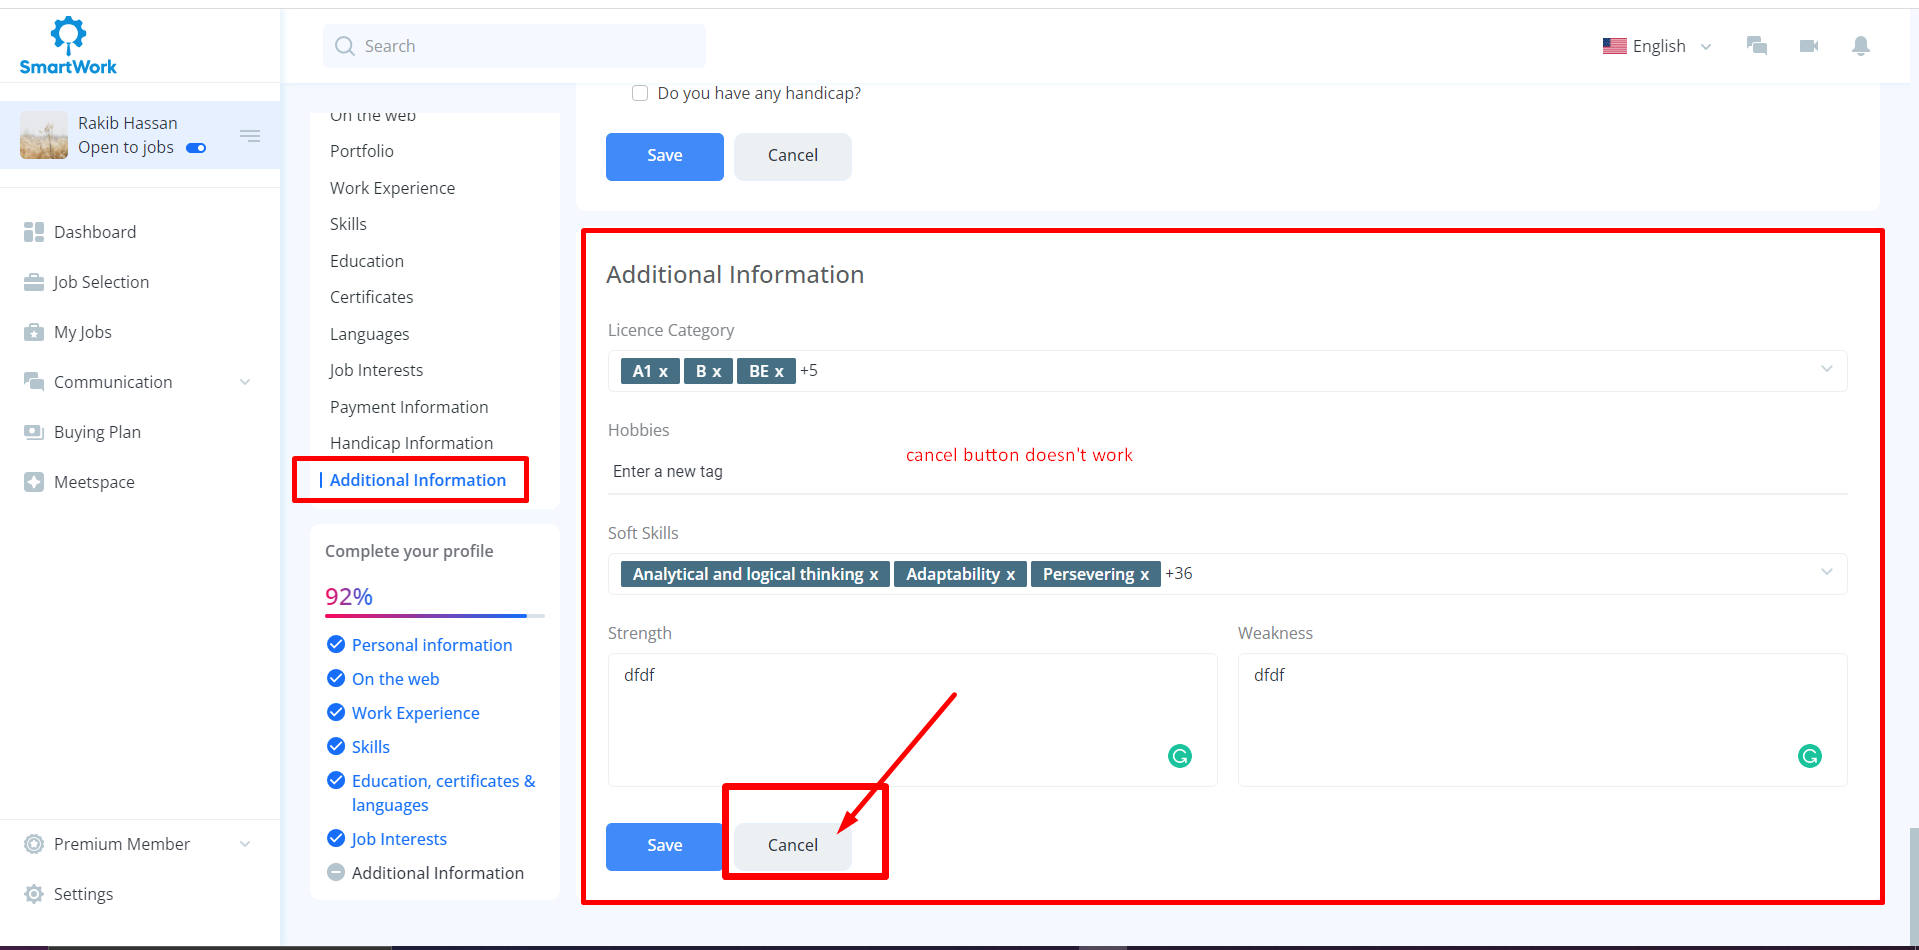 SmartWork
Search
English
Rakib Hassan
Open to jobs
Dashboard
Job Selection
My Jobs
Communication
Buying Plan
Meetspace
Premium Member
Settings
On the web
Portfolio
Work Experience
Skills
Education
Certificates
Languages
Job Interests
Payment Information
Handicap Information
Additional Information
Complete your profile
92%
Personal information
On the web
Work Experience
Skills
Education, certificates &
languages
Job Interests
Additional Information
Do you have any handicap?
Save Cancel
Additional Information
Licence Category
A1 x B x BE x +5
Hobbies
cancel button doesn't work
Enter a new tag
Soft Skills
Analytical and logical thinking x Adaptability x Persevering x +36
Strength Weakness
dfdf dfdf
Save Cancel